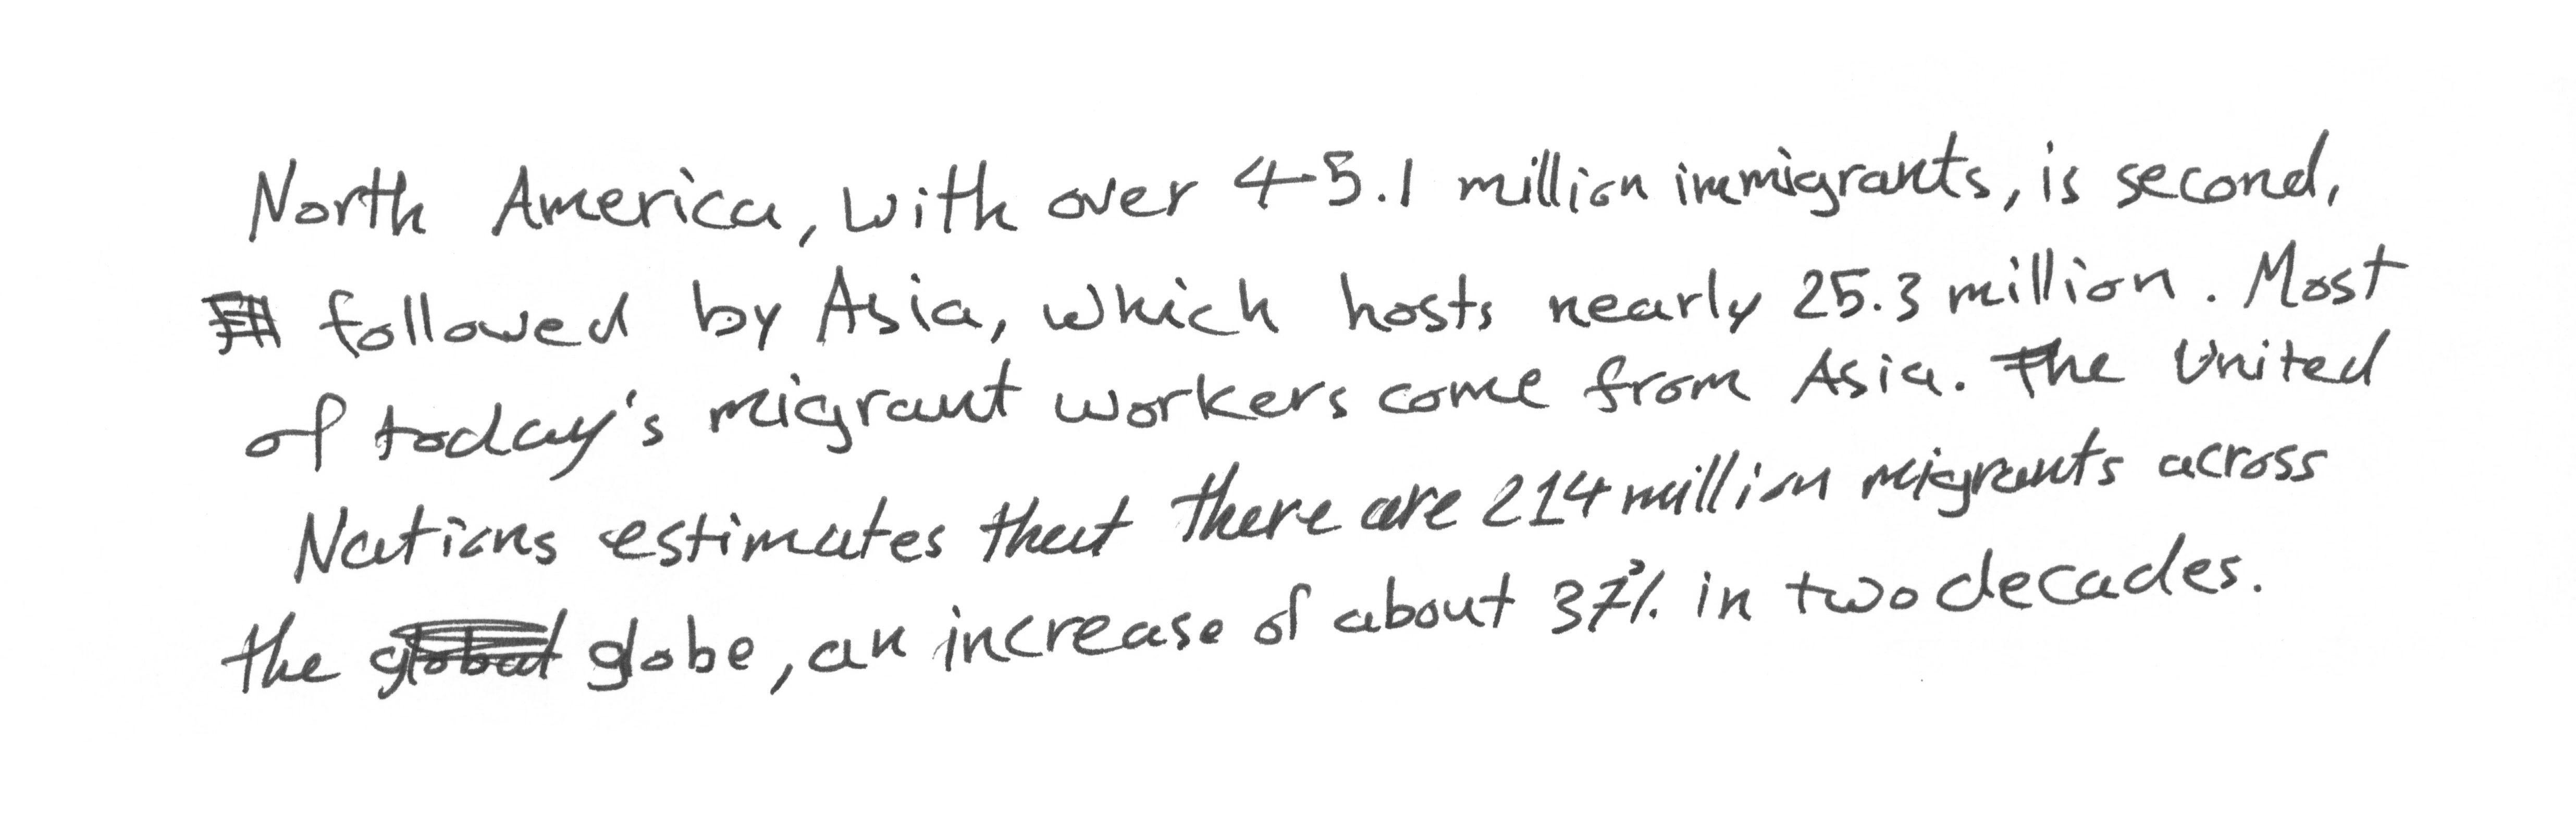 North America, with over 45.1 million immigrants, is second,
followed by Asia, which hosts nearly 25.3 million. Most
of today's migrant workers come from Asia. The United
Nations estimates that there are 214 million migrants across
the globe, an increase of about 37% in two decades.